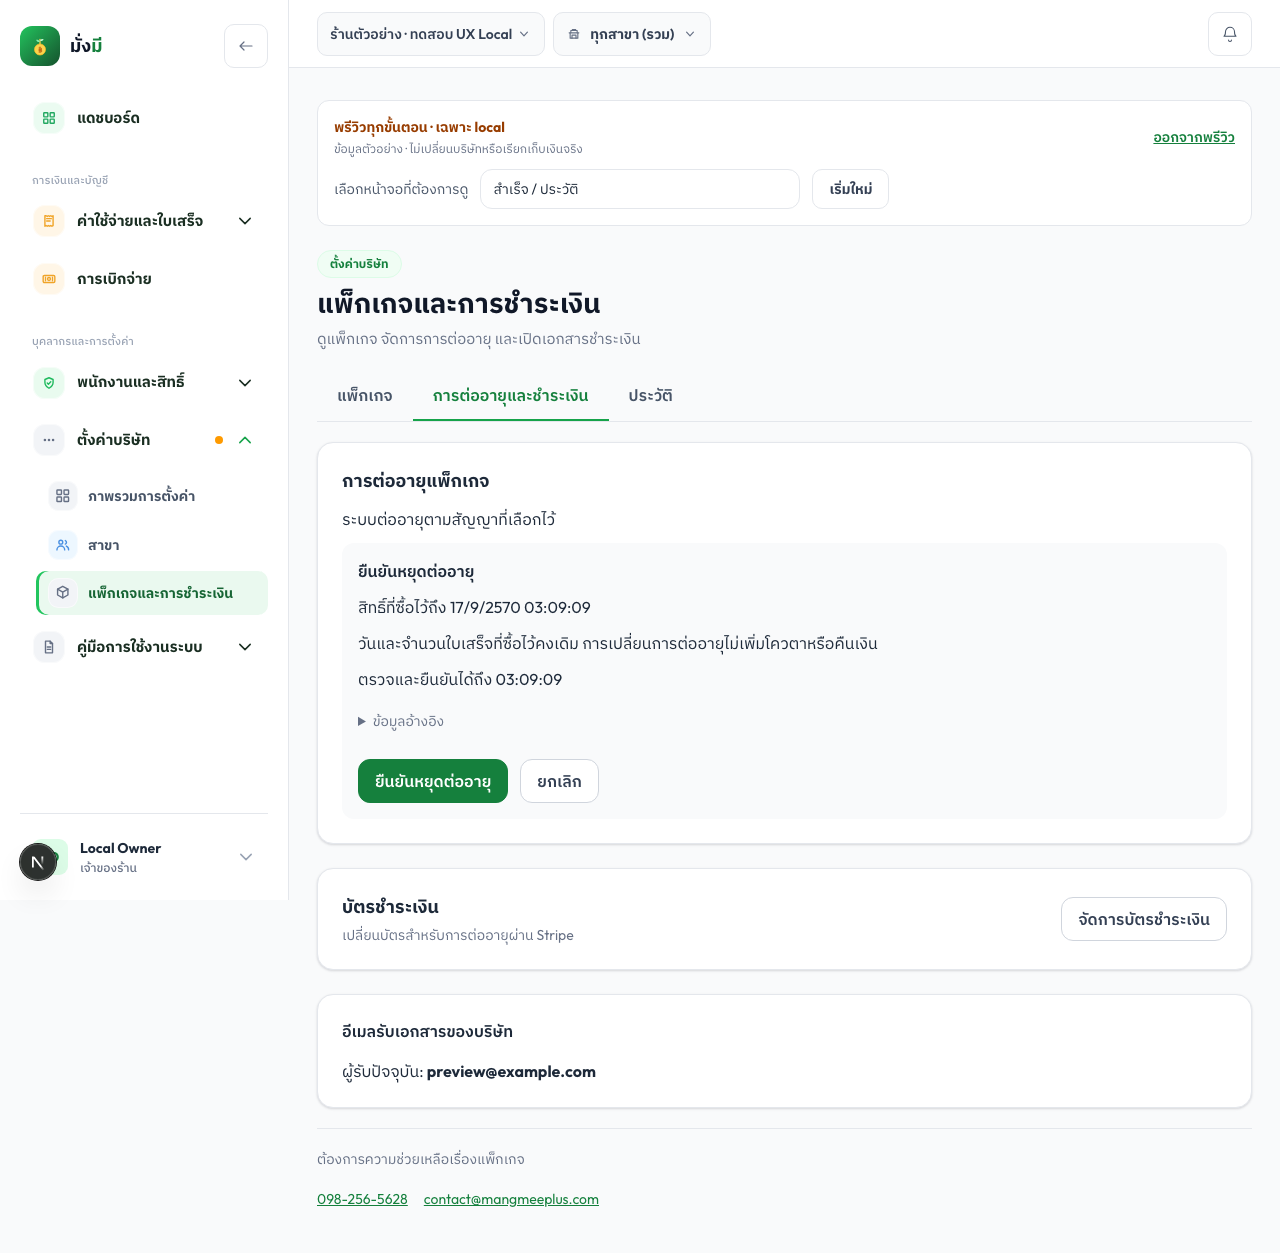 มั่งมี
ร้านตัวอย่าง · ทดสอบ UX Local
ทุกสาขา (รวม)
แดชบอร์ด
การเงินและบัญชี
ค่าใช้จ่ายและใบเสร็จ
การเบิกจ่าย
บุคลากรและการตั้งค่า
พนักงานและสิทธิ์
ตั้งค่าบริษัท
ภาพรวมการตั้งค่า
สาขา
แพ็กเกจและการชำระเงิน
คู่มือการใช้งานระบบ
Local Owner
เจ้าของร้าน
N
พรีวิวทุกขั้นตอน · เฉพาะ local
ข้อมูลตัวอย่าง · ไม่เปลี่ยนบริษัทหรือเรียกเก็บเงินจริง
ออกจากพรีวิว
เลือกหน้าจอที่ต้องการดู
สำเร็จ / ประวัติ
เริ่มใหม่
ตั้งค่าบริษัท
แพ็กเกจและการชำระเงิน
ดูแพ็กเกจ จัดการการต่ออายุ และเปิดเอกสารชำระเงิน
แพ็กเกจ
การต่ออายุและชำระเงิน
ประวัติ
การต่ออายุแพ็กเกจ
ระบบต่ออายุตามสัญญาที่เลือกไว้
ยืนยันหยุดต่ออายุ
สิทธิ์ที่ซื้อไว้ถึง 17/9/2570 03:09:09
วันและจำนวนใบเสร็จที่ซื้อไว้คงเดิม การเปลี่ยนการต่ออายุไม่เพิ่มโควตาหรือคืนเงิน
ตรวจและยืนยันได้ถึง 03:09:09
ข้อมูลอ้างอิง
ยืนยันหยุดต่ออายุ
ยกเลิก
บัตรชำระเงิน
เปลี่ยนบัตรสำหรับการต่ออายุผ่าน Stripe
จัดการบัตรชำระเงิน
อีเมลรับเอกสารของบริษัท
ผู้รับปัจจุบัน: preview@example.com
ต้องการความช่วยเหลือเรื่องแพ็กเกจ
098-256-5628
contact@mangmeeplus.com